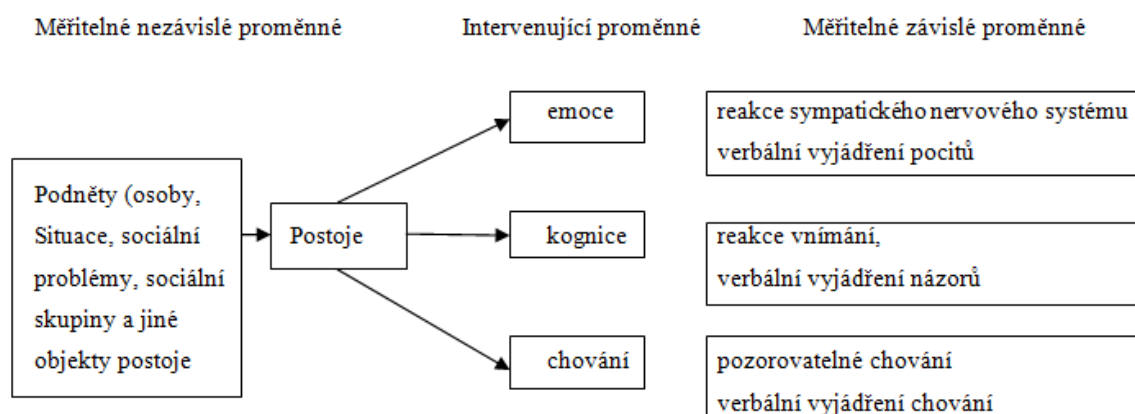 Měřitelné nezávislé proměnné
Intervenující proměnné
Měřitelné závislé proměnné
Podněty (osoby,
Situace, sociální
problémy, sociální
skupiny a jiné
objekty postoje
Postoje
emoce
reakce sympatického nervového systému
verbální vyjádření pocitů
kognice
reakce vnímání,
verbální vyjádření názorů
chování
pozorovatelné chování
verbální vyjádření chování